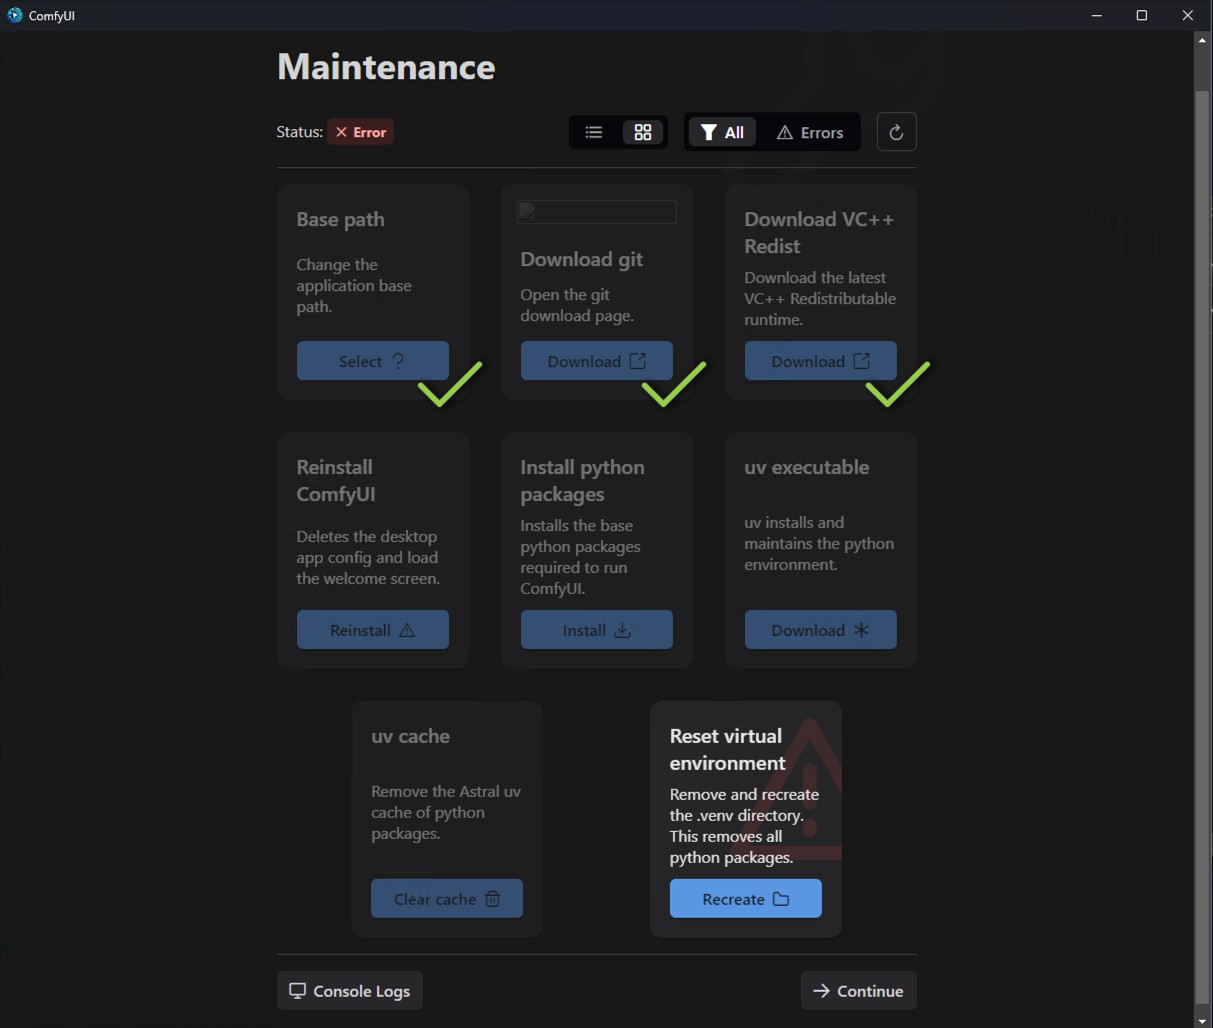 ComfyUI
Maintenance
Status: Error
All
Errors
Base path
Change the
application base
path.
Select
Download git
Open the git
download page.
Download
Download VC++
Redist
Download the latest
VC++ Redistributable
runtime.
Download
Reinstall
ComfyUI
Deletes the desktop
app config and load
the welcome screen.
Reinstall
Install python
packages
Installs the base
python packages
required to run
ComfyUI.
Install
uv executable
uv installs and
maintains the python
environment.
Download
uv cache
Remove the Astral uv
cache of python
packages.
Clear cache
Reset virtual
environment
Remove and recreate
the .venv directory.
This removes all
python packages.
Recreate
Console Logs
Continue